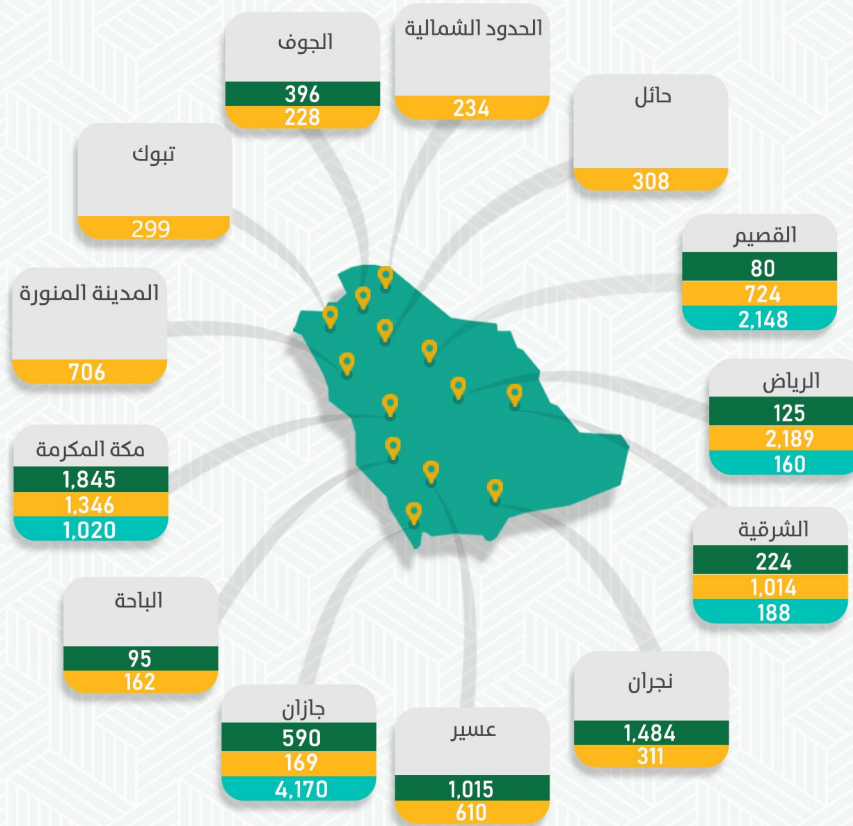 الحدود الشمالية
234
الجوف
396
228
حائل
308
تبوك
299
القصيم
80
724
2,148
المدينة المنورة
706
الرياض
125
2,189
160
مكة المكرمة
1,845
1,346
1,020
الشرقية
224
1,014
188
الباحة
95
162
نجران
1,484
311
جازان
590
169
4,170
عسير
1,015
610